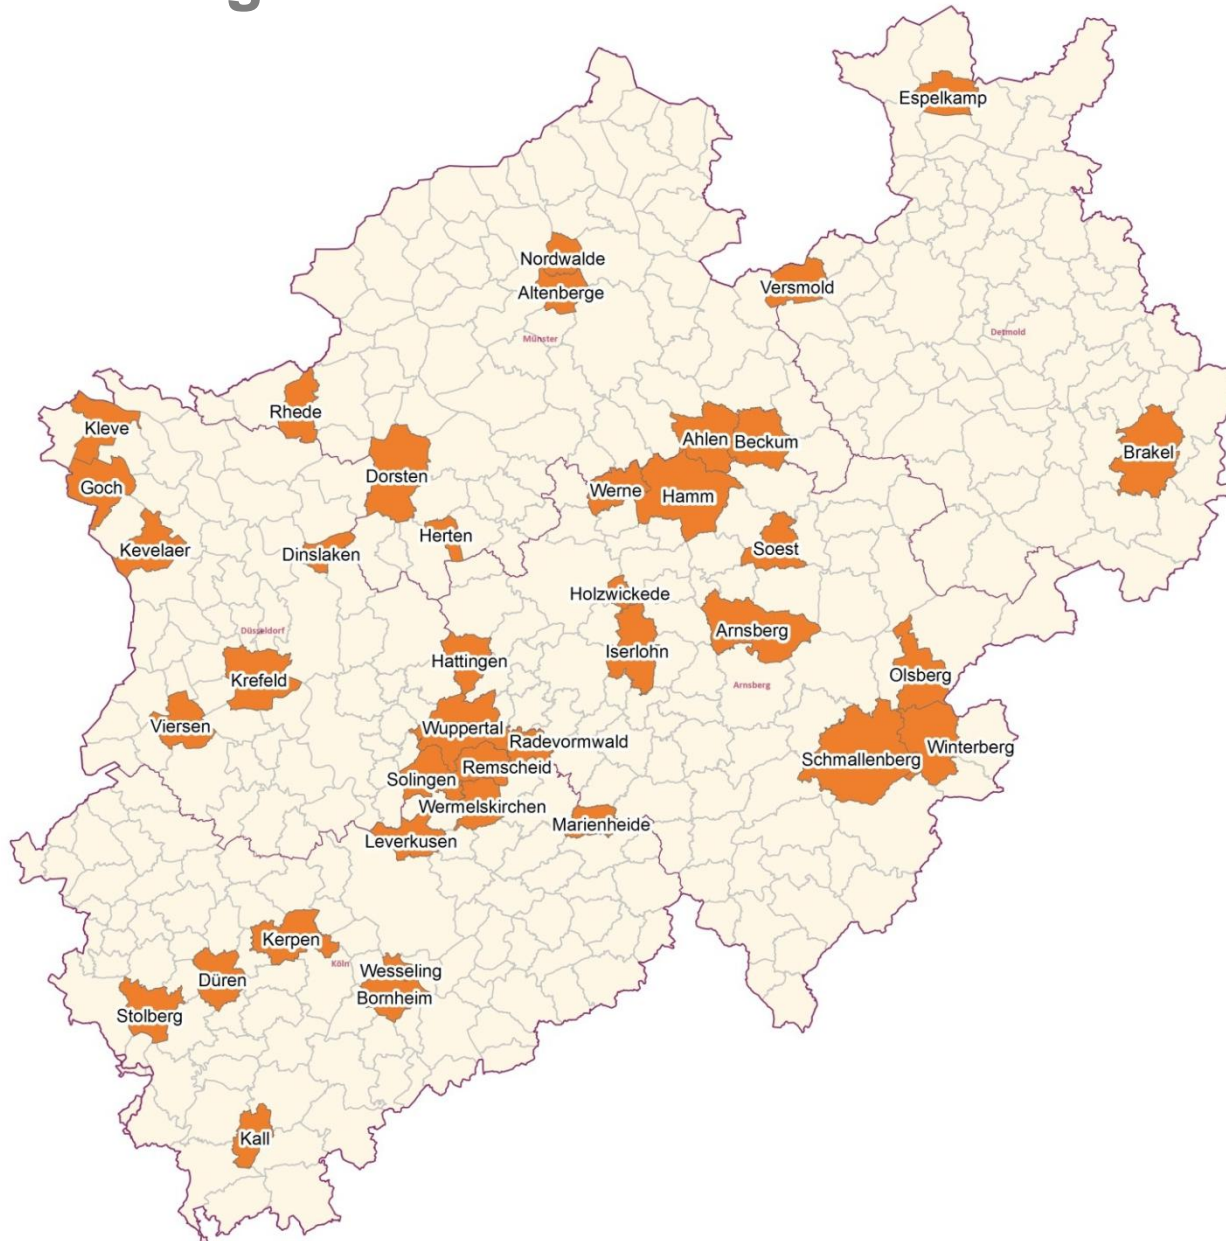 g
Espelkamp
Nordwalde
Versmold
Altenberge
Detmold
Münster
Rhede
Kleve
Ahlen
Beckum
Brakel
Dorsten
Goch
Werne
Hamm
Herten
Kevelaer
Dinslaken
Soest
Holzwickede
Düsseldorf
Arnsberg
Iserlohn
Hattingen
Olsberg
Krefeld
Arnsberg
Viersen
Wuppertal
Radevormwald
Winterberg
Schmallenberg
Remscheid
Solingen
Wermelskirchen
Marienheide
Leverkusen
Kerpen
Köln
Wesseling
Düren
Bornheim
Stolberg
Kall